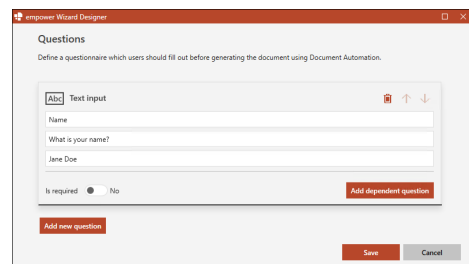 empower Wizard Designer
Questions
Define a questionnaire which users should fill out before generating the document using Document Automation.
Abc Text input
Name
What is your name?
Jane Doe
Is required No Add dependent question
Add new question
Save Cancel